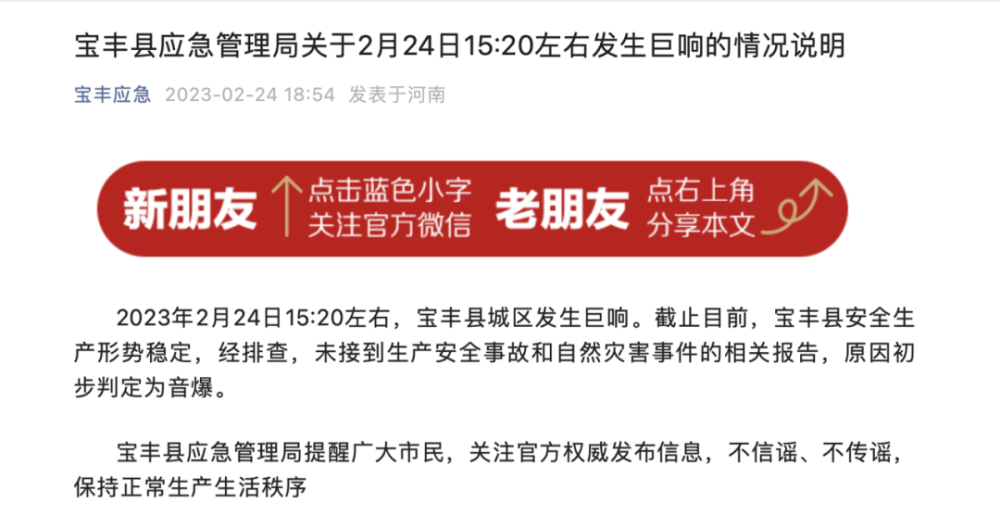 宝丰县应急管理局关于2月24日15:20左右发生巨响的情况说明
宝丰应急 2023-02-24 18:54 发表于河南
新朋友 点击蓝色小字 关注官方微信 老朋友 点右上角 分享本文
2023年2月24日15:20左右，宝丰县城区发生巨响。截止目前，宝丰县安全生
产形势稳定，经排查，未接到生产安全事故和自然灾害事件的相关报告，原因初
步判定为音爆。
宝丰县应急管理局提醒广大市民，关注官方权威发布信息，不信谣、不传谣，
保持正常生产生活秩序